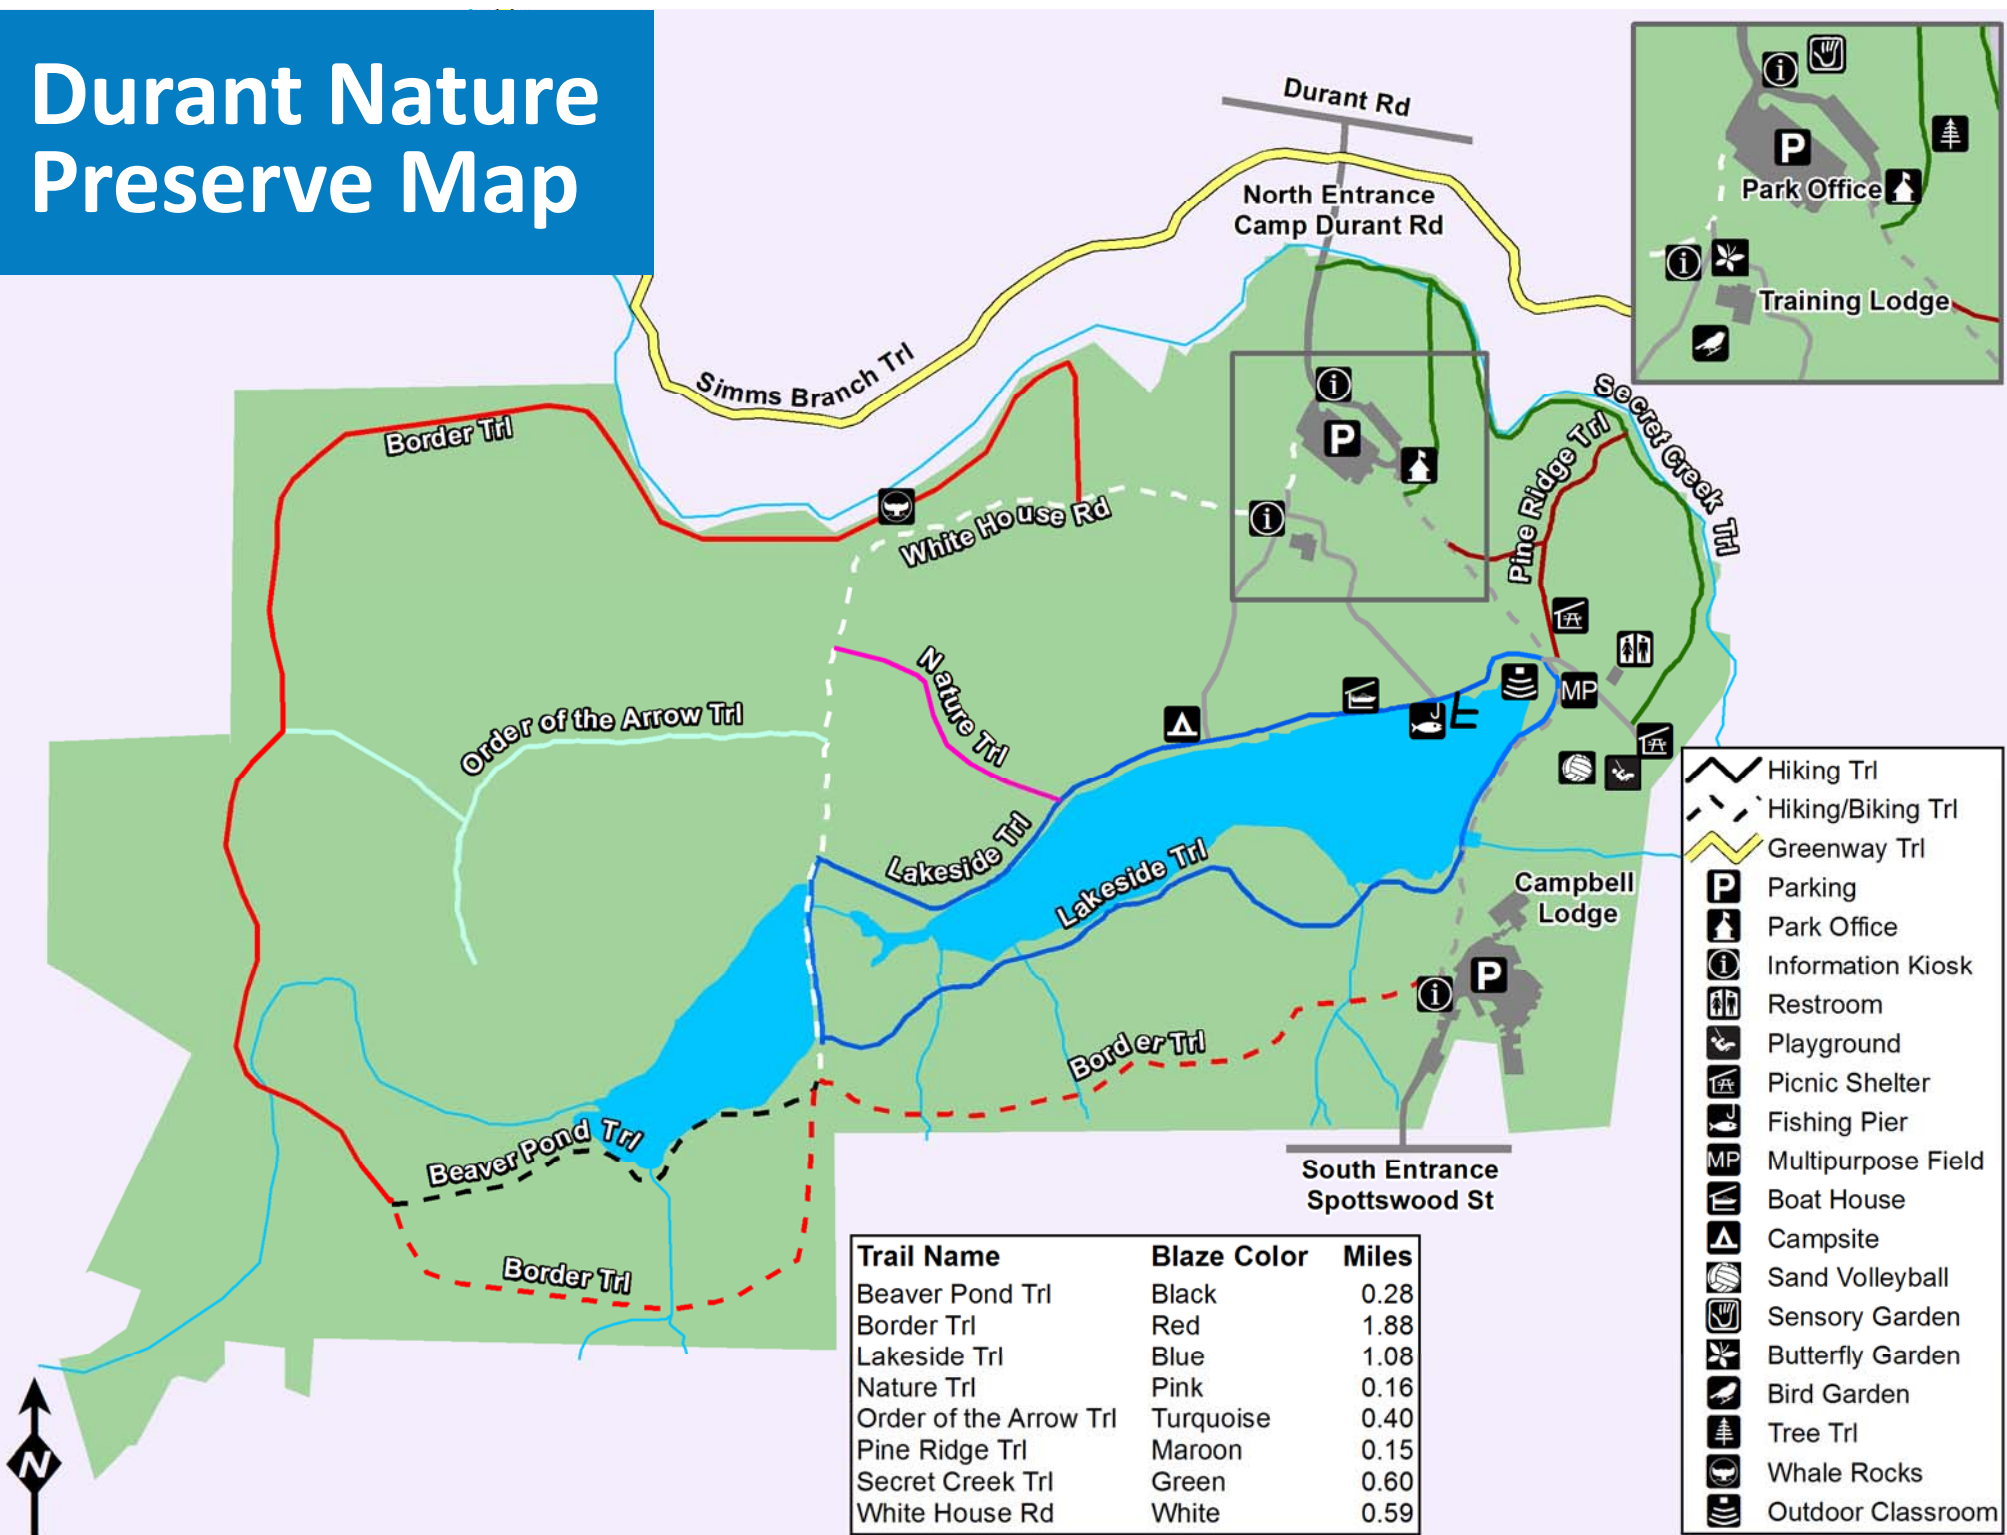 Durant Nature
Preserve Map
Durant Rd
North Entrance
Camp Durant Rd
Simms Branch Trl
Border Trl
White House Rd
Secret Creek Trl
Pine Ridge Trl
Nature Trl
Order of the Arrow Trl
Lakeside Trl
Lakeside Trl
Campbell
Lodge
Border Trl
Beaver Pond Trl
Border Trl
South Entrance
Spottswood St
i
P
i
MP
i
P
i
P
Park Office
i
Training Lodge
Trail Name Blaze Color Miles
Beaver Pond Trl Black 0.28
Border Trl Red 1.88
Lakeside Trl Blue 1.08
Nature Trl Pink 0.16
Order of the Arrow Trl Turquoise 0.40
Pine Ridge Trl Maroon 0.15
Secret Creek Trl Green 0.60
White House Rd White 0.59
Hiking Trl
Hiking/Biking Trl
Greenway Trl
P Parking
Park Office
i Information Kiosk
Restroom
Playground
Picnic Shelter
Fishing Pier
MP Multipurpose Field
Boat House
Campsite
Sand Volleyball
Sensory Garden
Butterfly Garden
Bird Garden
Tree Trl
Whale Rocks
Outdoor Classroom
N